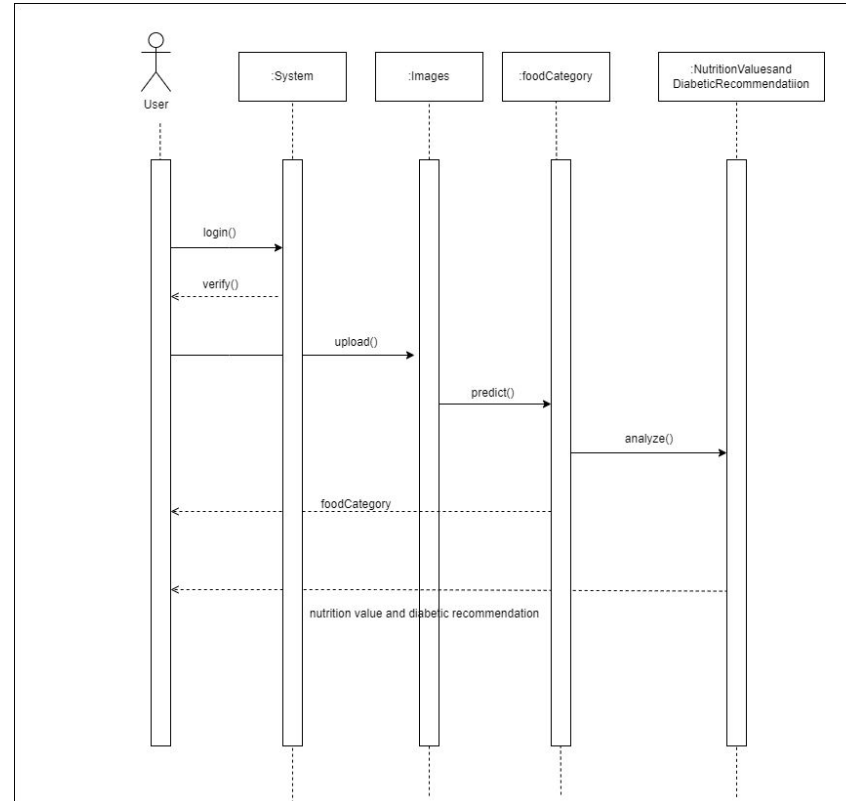 :System
:Images
:foodCategory
:NutritionValuesand
DiabeticRecommendatiion
User
login()
verify()
upload()
predict()
analyze()
foodCategory
nutrition value and diabetic recommendation